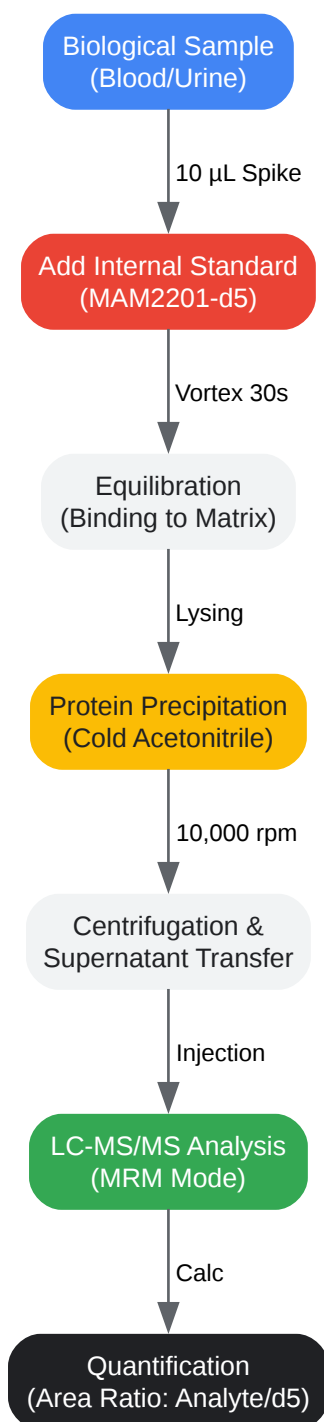 Biological Sample
(Blood/Urine)
10 µL Spike
Add Internal Standard
(MAM2201-d5)
Vortex 30s
Equilibration
(Binding to Matrix)
Lysing
Protein Precipitation
(Cold Acetonitrile)
10,000 rpm
Centrifugation &
Supernatant Transfer
Injection
LC-MS/MS Analysis
(MRM Mode)
Calc
Quantification
(Area Ratio: Analyte/d5)